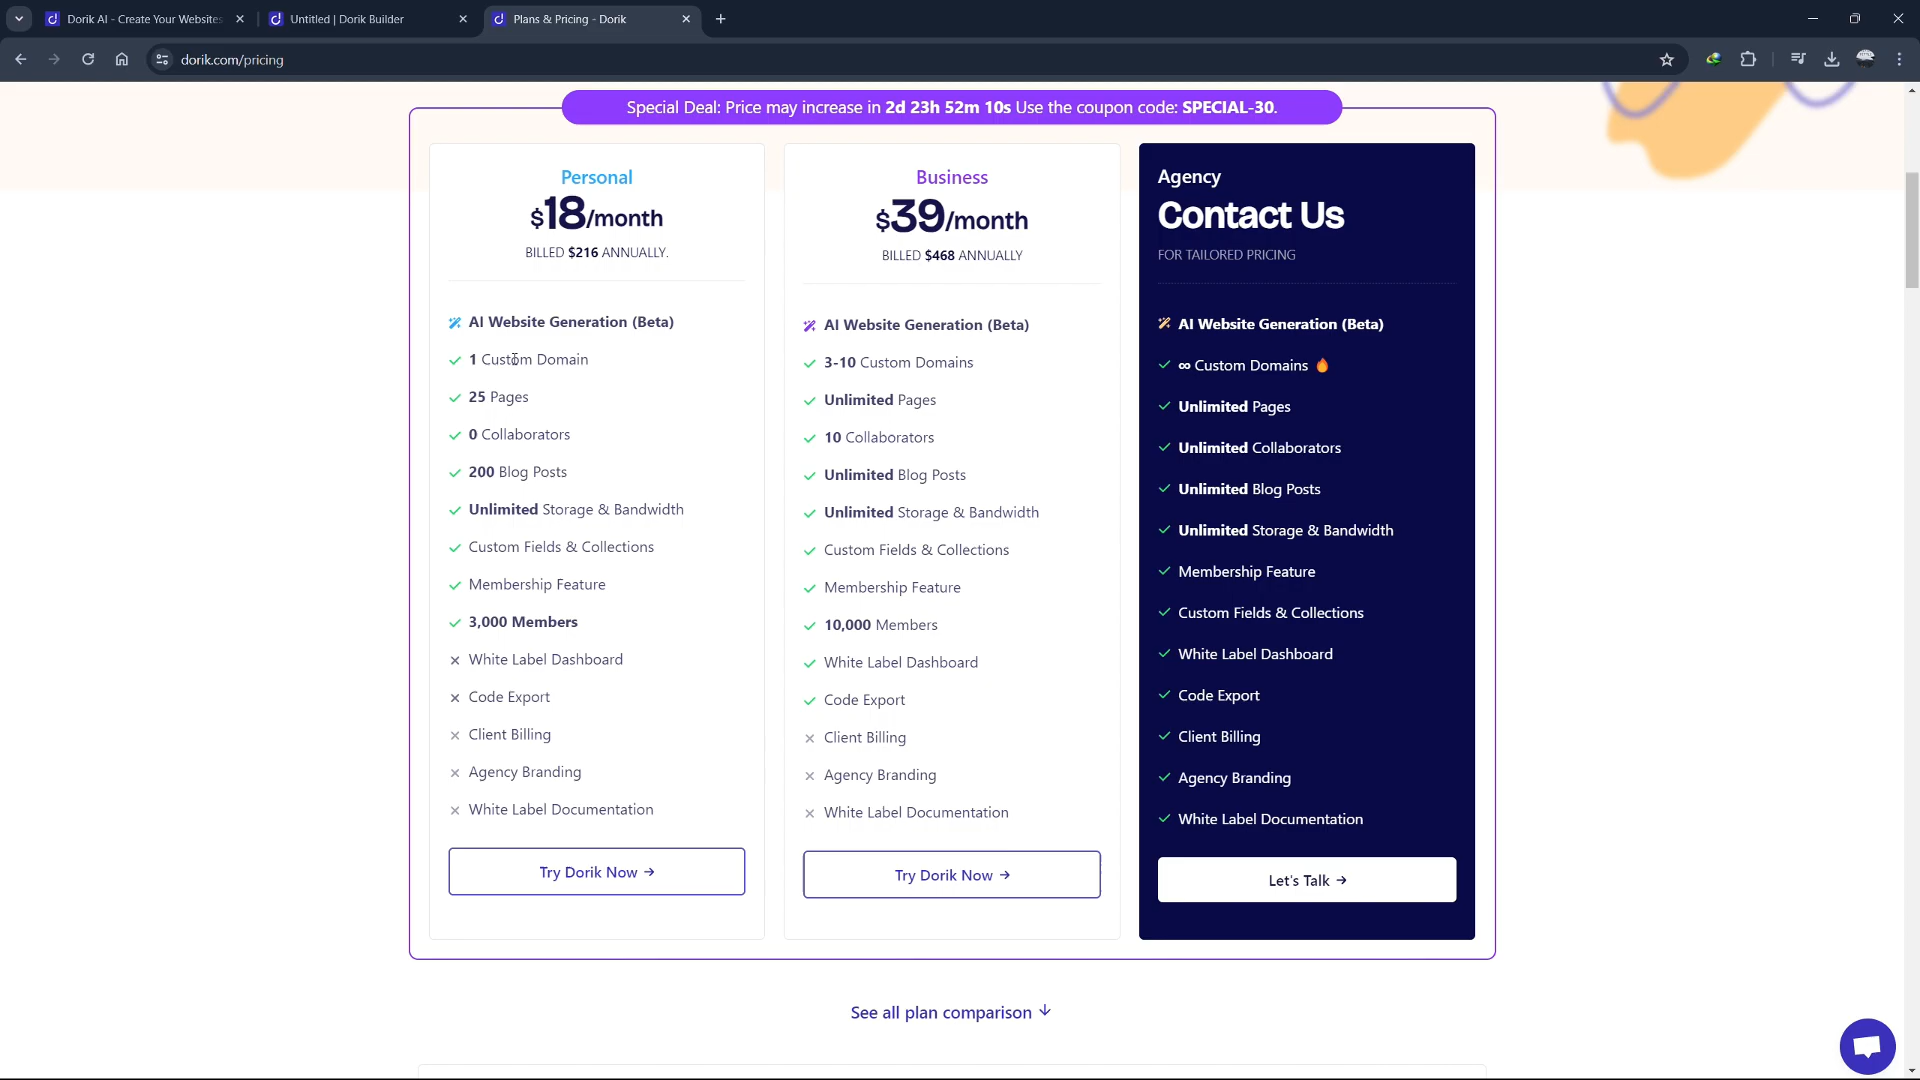 Dorik AI - Create Your Websites
Untitled | Dorik Builder
Plans & Pricing - Dorik
dorik.com/pricing
Special Deal: Price may increase in 2d 23h 52m 10s Use the coupon code: SPECIAL-30.
Personal
$18/month
BILLED $216 ANNUALLY.
AI Website Generation (Beta)
1 Custom Domain
25 Pages
0 Collaborators
200 Blog Posts
Unlimited Storage & Bandwidth
Custom Fields & Collections
Membership Feature
3,000 Members
White Label Dashboard
Code Export
Client Billing
Agency Branding
White Label Documentation
Try Dorik Now →
Business
$39/month
BILLED $468 ANNUALLY
AI Website Generation (Beta)
3-10 Custom Domains
Unlimited Pages
10 Collaborators
Unlimited Blog Posts
Unlimited Storage & Bandwidth
Custom Fields & Collections
Membership Feature
10,000 Members
White Label Dashboard
Code Export
Client Billing
Agency Branding
White Label Documentation
Try Dorik Now →
Agency
Contact Us
FOR TAILORED PRICING
AI Website Generation (Beta)
∞ Custom Domains 🔥
Unlimited Pages
Unlimited Collaborators
Unlimited Blog Posts
Unlimited Storage & Bandwidth
Membership Feature
Custom Fields & Collections
White Label Dashboard
Code Export
Client Billing
Agency Branding
White Label Documentation
Let's Talk →
See all plan comparison ↓